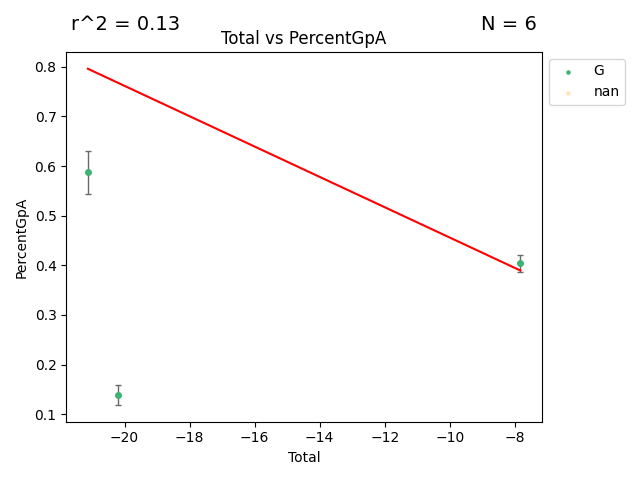 r^2 = 0.13
N = 6
Total vs PercentGpA
G
nan
0.8
0.7
0.6
0.5
0.4
0.3
0.2
0.1
PercentGpA
−20
−18
−16
−14
−12
−10
−8
Total